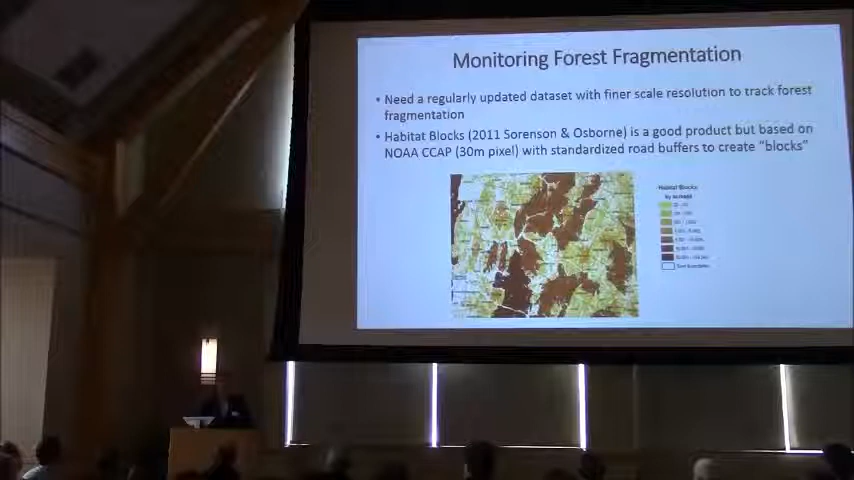 Monitoring Forest Fragmentation
• Need a regularly updated dataset with finer scale resolution to track forest
fragmentation
• Habitat Blocks (2011 Sorenson & Osborne) is a good product but based on
NOAA CCAP (30m pixel) with standardized road buffers to create "blocks"
Habitat Blocks
by acreage